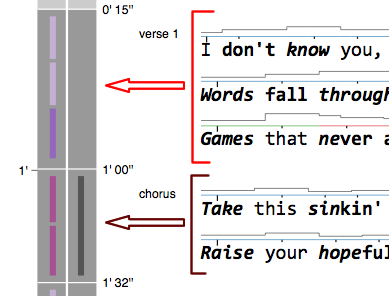 0' 15"
verse 1
I don't know you,
Words fall through
Games that never a
1'
1' 00"
chorus
Take this sinkin'
Raise your hopeful
1' 32"